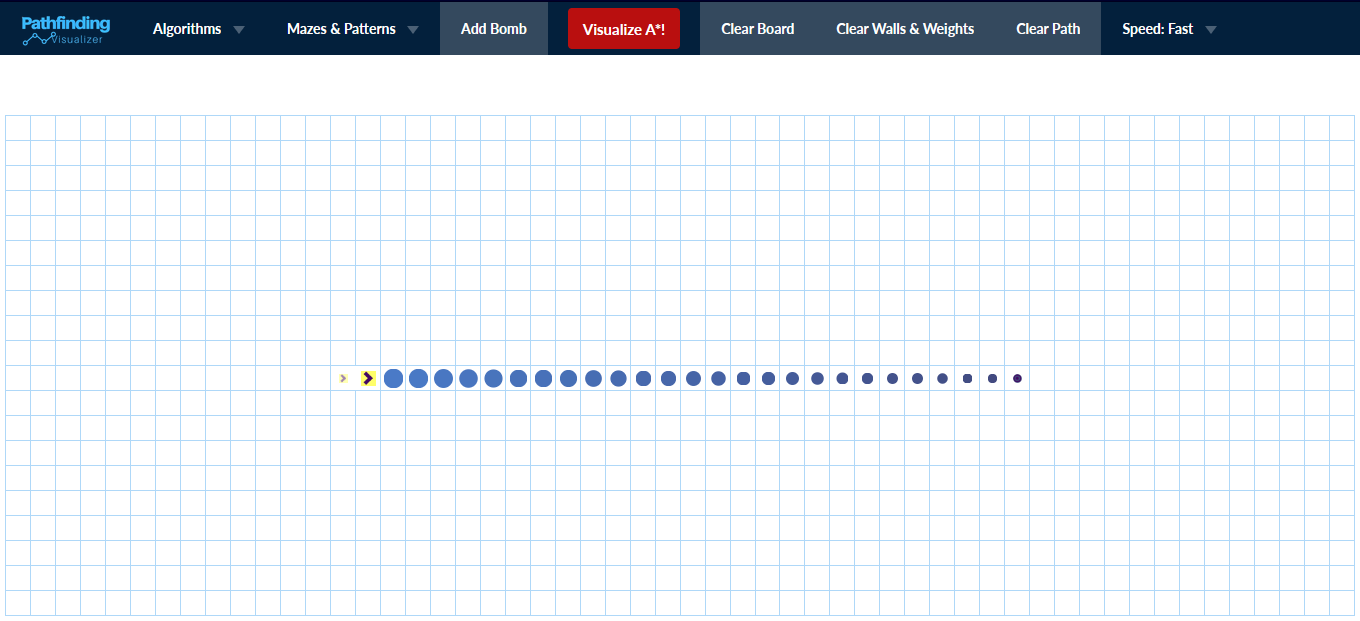 Pathfinding
Visualizer
Algorithms
Mazes & Patterns
Add Bomb
Visualize A*!
Clear Board
Clear Walls & Weights
Clear Path
Speed: Fast